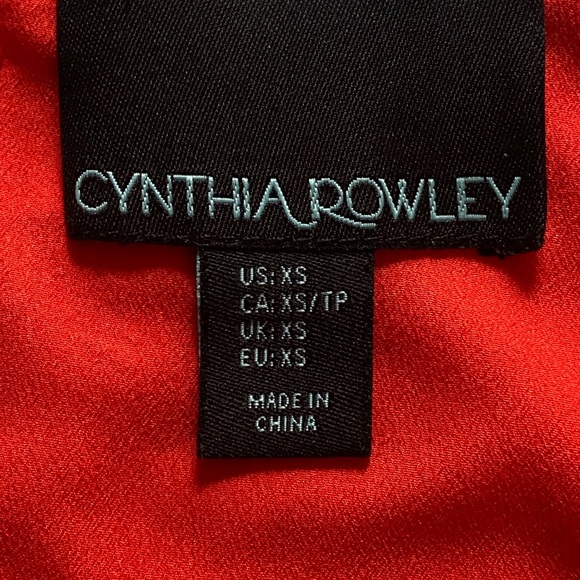 CYNTHIA ROWLEY
US: XS
CA: XS/TP
UK: XS
EU: XS
MADE IN
CHINA